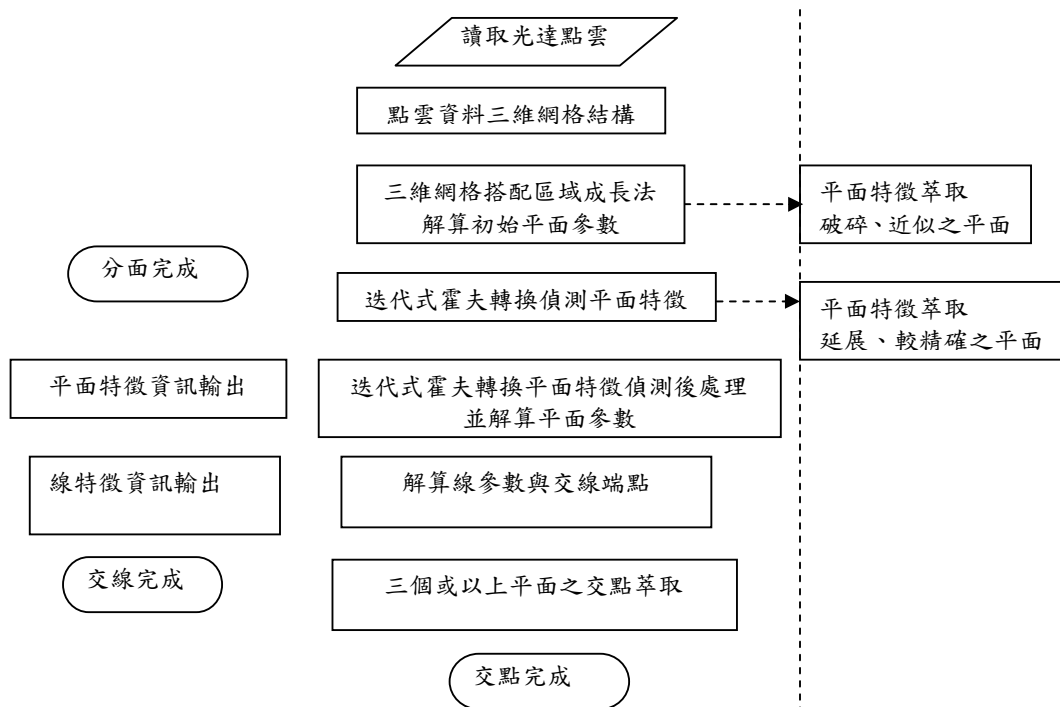 讀取光達點雲
點雲資料三維網格結構
三維網格搭配區域成長法
解算初始平面參數
平面特徵萃取
破碎、近似之平面
分面完成
迭代式霍夫轉換偵測平面特徵
平面特徵萃取
延展、較精確之平面
平面特徵資訊輸出
迭代式霍夫轉換平面特徵偵測後處理
並解算平面參數
線特徵資訊輸出
解算線參數與交線端點
交線完成
三個或以上平面之交點萃取
交點完成